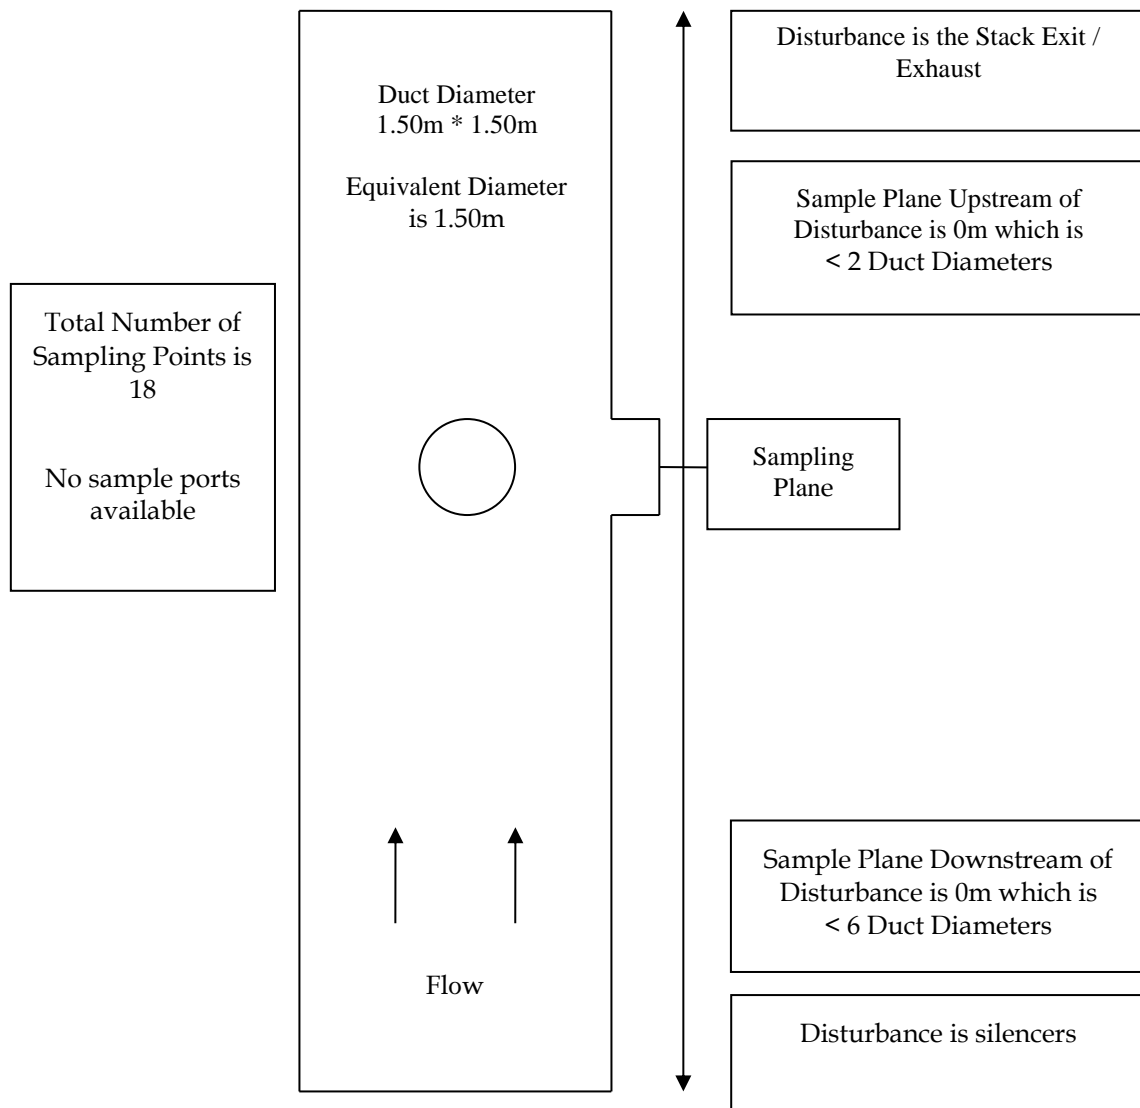 Disturbance is the Stack Exit /
Exhaust
Duct Diameter
1.50m * 1.50m
Equivalent Diameter
is 1.50m
Sample Plane Upstream of
Disturbance is 0m which is
< 2 Duct Diameters
Total Number of
Sampling Points is
18
No sample ports
available
Sampling
Plane
Sample Plane Downstream of
Disturbance is 0m which is
< 6 Duct Diameters
Flow
Disturbance is silencers